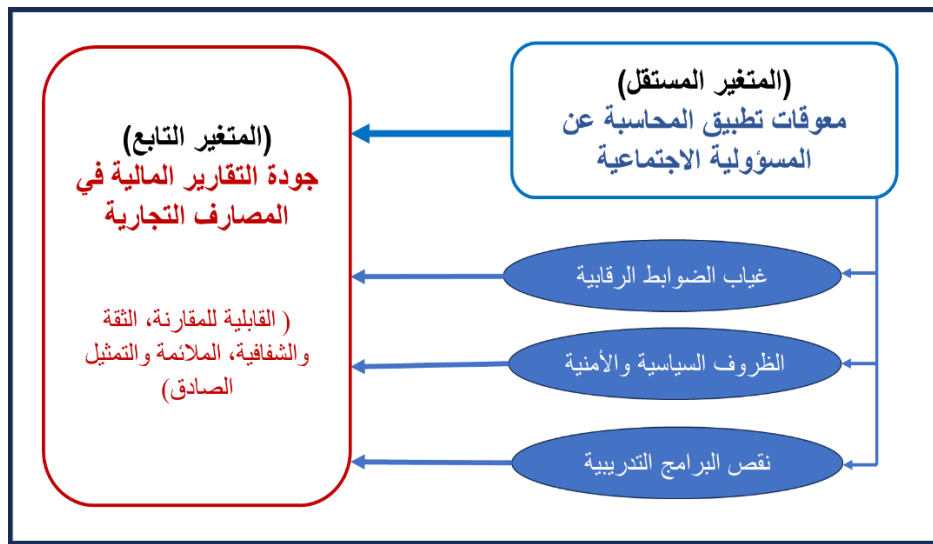 (المتغير المستقل)
معوقات تطبيق المحاسبة عن
المسؤولية الاجتماعية
غياب الضوابط الرقابية
الظروف السياسية والأمنية
نقص البرامج التدريبية
(المتغير التابع)
جودة التقارير المالية في
المصارف التجارية
( القابلية للمقارنة، الثقة
والشفافية، الملائمة والتمثيل
الصادق)